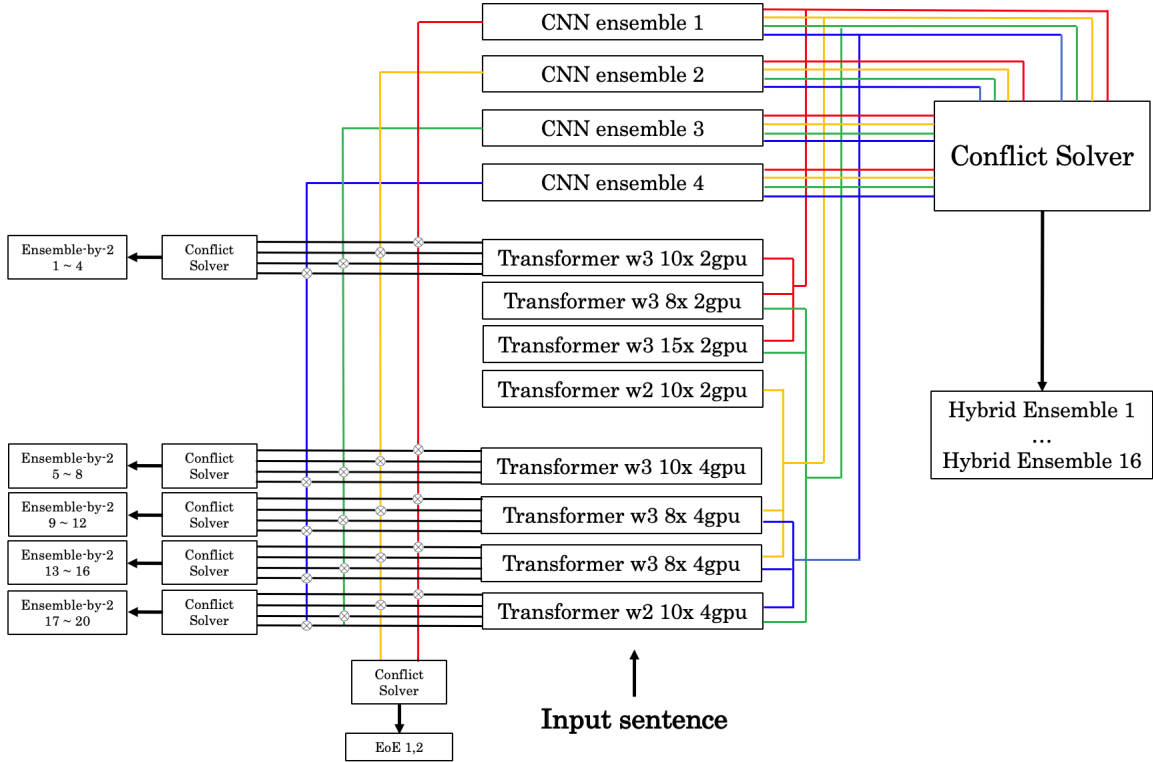 CNN ensemble 1
CNN ensemble 2
CNN ensemble 3
CNN ensemble 4
Conflict Solver
Ensemble-by-2
1 ~ 4
Conflict
Solver
Transformer w3 10x 2gpu
Transformer w3 8x 2gpu
Transformer w3 15x 2gpu
Transformer w2 10x 2gpu
Hybrid Ensemble 1
...
Hybrid Ensemble 16
Ensemble-by-2
5 ~ 8
Conflict
Solver
Transformer w3 10x 4gpu
Ensemble-by-2
9 ~ 12
Conflict
Solver
Transformer w3 8x 4gpu
Ensemble-by-2
13 ~ 16
Conflict
Solver
Transformer w3 8x 4gpu
Ensemble-by-2
17 ~ 20
Conflict
Solver
Transformer w2 10x 4gpu
Conflict
Solver
Input sentence
EoE 1,2